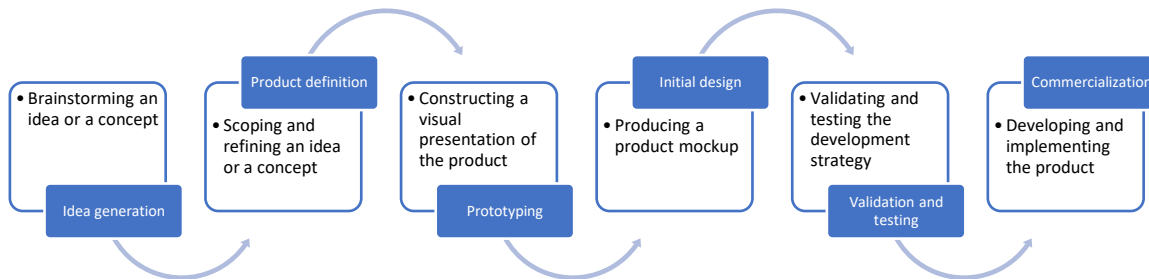 • Brainstorming an
idea or a concept
Idea generation
Product definition
• Scoping and
refining an idea
or a concept
• Constructing a
visual
presentation of
the product
Prototyping
Initial design
• Producing a
product mockup
• Validating and
testing the
development
strategy
Validation and
testing
Commercialization
• Developing and
implementing
the product